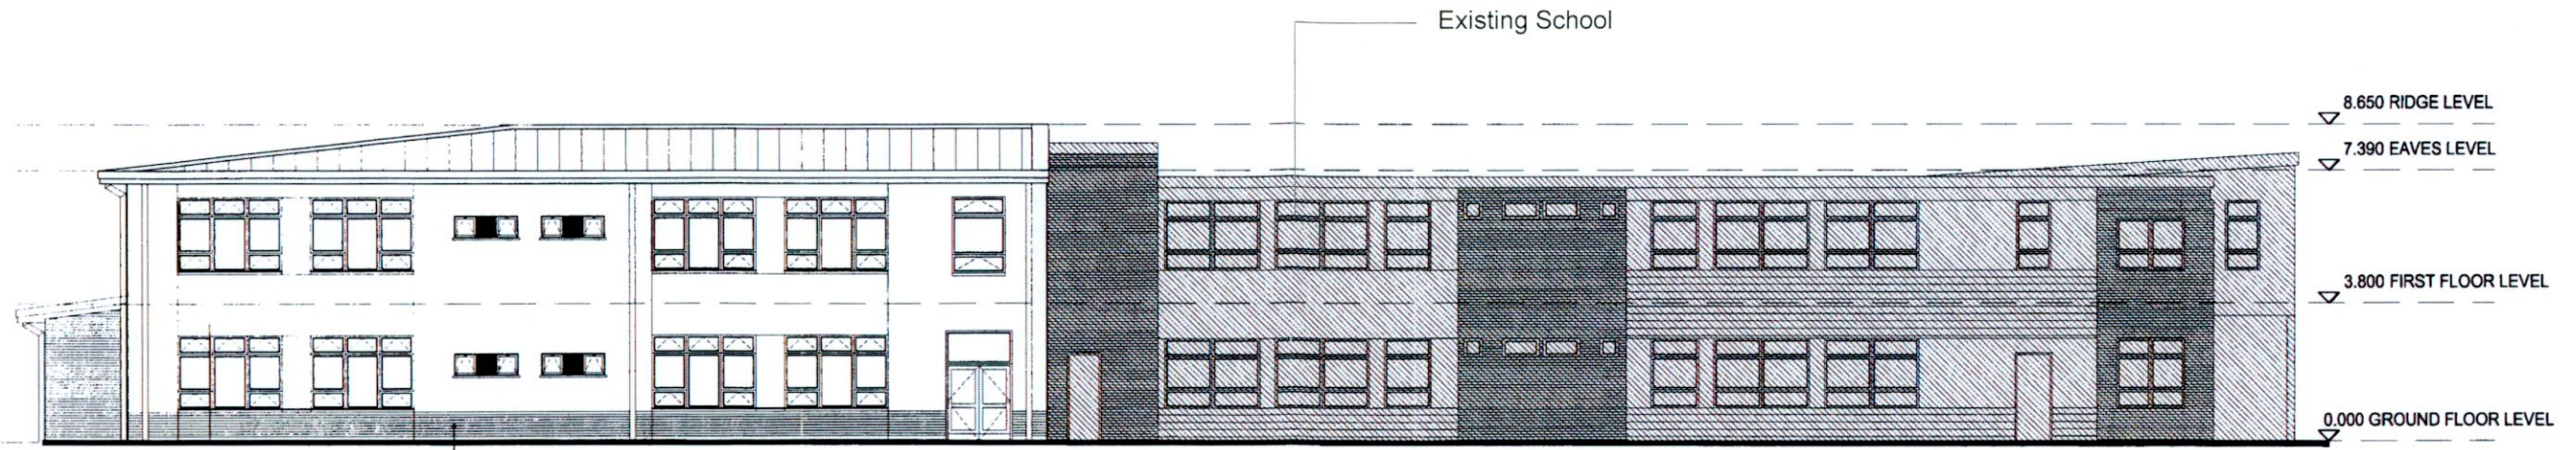 Existing School
8.650 RIDGE LEVEL
7.390 EAVES LEVEL
3.800 FIRST FLOOR LEVEL
0.000 GROUND FLOOR LEVEL